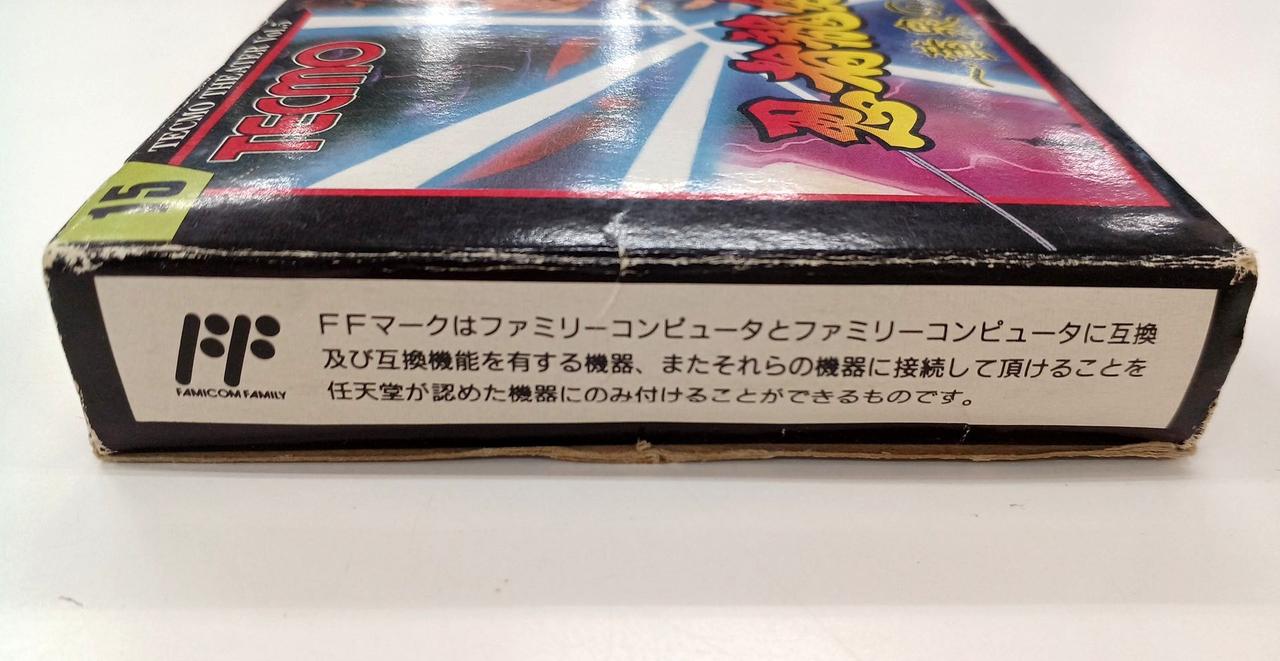 TECMO THEATER Vol.5
TECMO
15
FAMICOM FAMILY
FFマークはファミリーコンピュータとファミリーコンピュータに互換
及び互換機能を有する機器、またそれらの機器に接続して頂けることを
任天堂が認めた機器にのみ付けることができるものです。